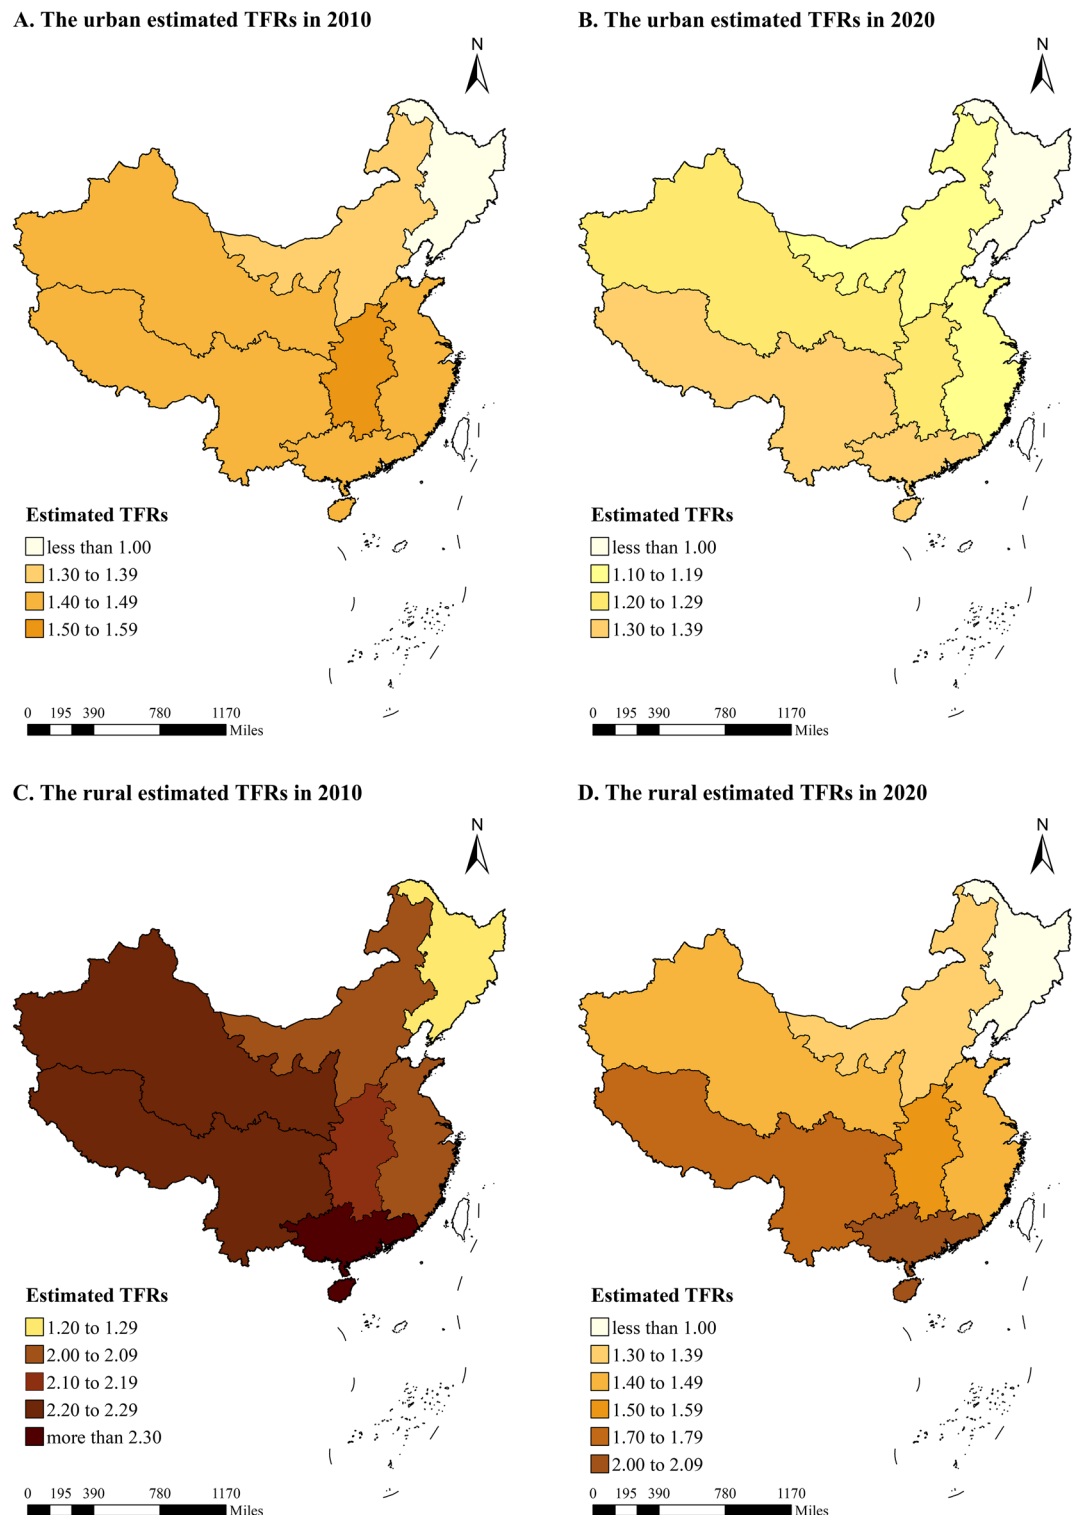 A. The urban estimated TFRs in 2010
N
Estimated TFRs
less than 1.00
1.30 to 1.39
1.40 to 1.49
1.50 to 1.59
0 195 390 780 1170
Miles
B. The urban estimated TFRs in 2020
N
Estimated TFRs
less than 1.00
1.10 to 1.19
1.20 to 1.29
1.30 to 1.39
0 195 390 780 1170
Miles
C. The rural estimated TFRs in 2010
N
Estimated TFRs
1.20 to 1.29
2.00 to 2.09
2.10 to 2.19
2.20 to 2.29
more than 2.30
0 195 390 780 1170
Miles
D. The rural estimated TFRs in 2020
N
Estimated TFRs
less than 1.00
1.30 to 1.39
1.40 to 1.49
1.50 to 1.59
1.70 to 1.79
2.00 to 2.09
0 195 390 780 1170
Miles